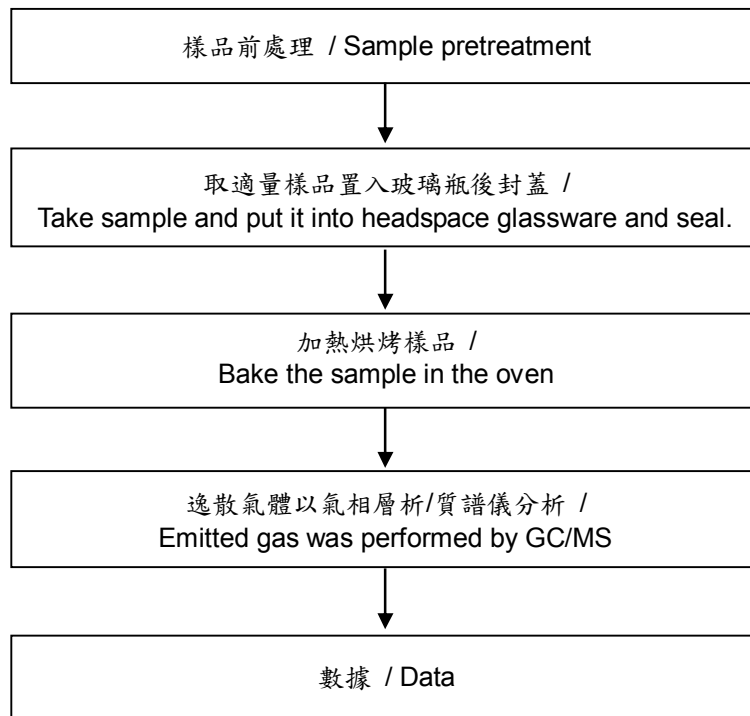 樣品前處理 / Sample pretreatment
取適量樣品置入玻璃瓶後封蓋 /
Take sample and put it into headspace glassware and seal.
加熱烘烤樣品 /
Bake the sample in the oven
逸散氣體以氣相層析/質譜儀分析 /
Emitted gas was performed by GC/MS
數據 / Data